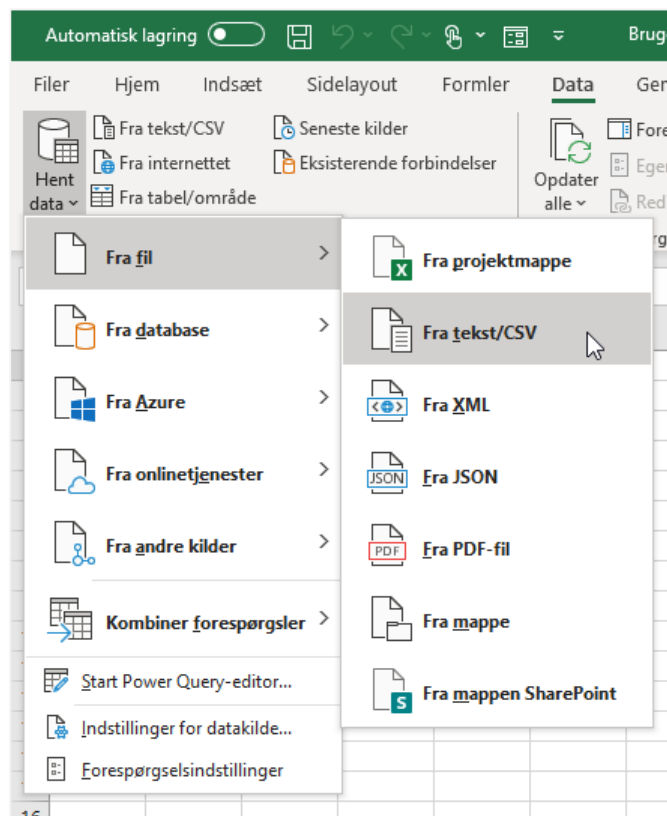 Automatisk lagring
Filer Hjem Indsæt Sidelayout Formler Data
Hent data
Fra tekst/CSV
Fra internettet
Fra tabel/område
Seneste kilder
Eksisterende forbindelser
Opdater alle
Fra fil
Fra database
Fra Azure
Fra onlinetjenester
Fra andre kilder
Kombiner forespørgsler
Start Power Query-editor...
Indstillinger for datakilde...
Forespørgselsindstillinger
X
Fra projektmappe
Fra tekst/CSV
Fra XML
JSON
Fra JSON
PDF
Fra PDF-fil
Fra mappe
S
Fra mappen SharePoint